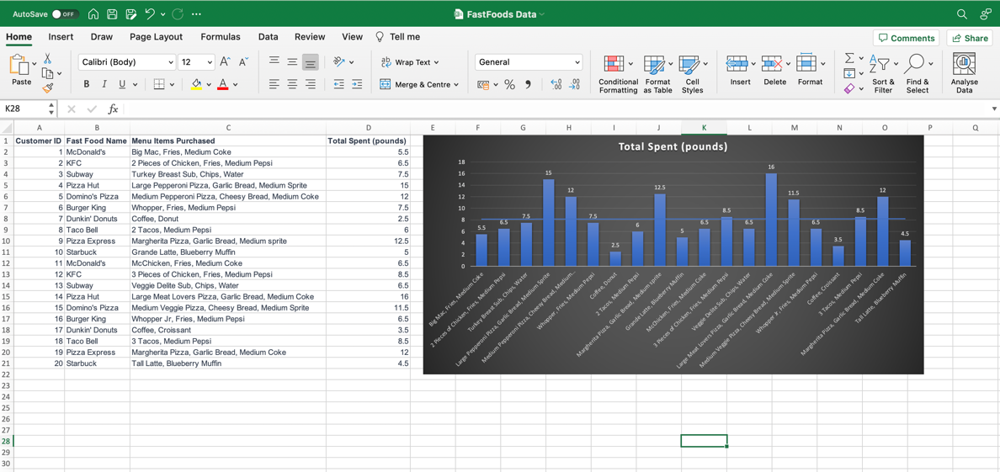 AutoSave OFF FastFoods Data
Home Insert Draw Page Layout Formulas Data Review View Tell me Comments Share
Paste Calibri (Body) 12 A A Wrap Text General
B I U A Merge & Centre % Conditional Formatting Format as Table Cell Styles Insert Delete Format Sort & Filter Find & Select Analyse Data
K28 fx
A B C D E F G H I J K L M N O P Q
1 Customer ID Fast Food Name Menu Items Purchased Total Spent (pounds)
2 1 McDonald's Big Mac, Fries, Medium Coke 5.5
3 2 KFC 2 Pieces of Chicken, Fries, Medium Pepsi 6.5
4 3 Subway Turkey Breast Sub, Chips, Water 7.5
5 4 Pizza Hut Large Pepperoni Pizza, Garlic Bread, Medium Sprite 15
6 5 Domino's Pizza Medium Pepperoni Pizza, Cheesy Bread, Medium Coke 12
7 6 Burger King Whopper, Fries, Medium Pepsi 7.5
8 7 Dunkin' Donuts Coffee, Donut 2.5
9 8 Taco Bell 2 Tacos, Medium Pepsi 6
10 9 Pizza Express Margherita Pizza, Garlic Bread, Medium sprite 12.5
11 10 Starbuck Grande Latte, Blueberry Muffin 5
12 11 McDonald's McChicken, Fries, Medium Coke 6.5
13 12 KFC 3 Pieces of Chicken, Fries, Medium Pepsi 8.5
14 13 Subway Veggie Delite Sub, Chips, Water 6.5
15 14 Pizza Hut Large Meat Lovers Pizza, Garlic Bread, Medium Coke 16
16 15 Domino's Pizza Medium Veggie Pizza, Cheesy Bread, Medium Sprite 11.5
17 16 Burger King Whopper Jr, Fries, Medium Pepsi 6.5
18 17 Dunkin' Donuts Coffee, Croissant 3.5
19 18 Taco Bell 3 Tacos, Medium Pepsi 8.5
20 19 Pizza Express Margherita Pizza, Garlic Bread, Medium Coke 12
21 20 Starbuck Tall Latte, Blueberry Muffin 4.5
22
23
24
25
26
27
28
29
30
Total Spent (pounds)
18
16
14
12
10
8
6
4
2
0
5.5 6.5 7.5 15 12 7.5 2.5 6 12.5 5 6.5 8.5 6.5 16 11.5 6.5 3.5 8.5 12 4.5
Big Mac, Fries, Medium Coke
2 Pieces of Chicken, Fries, Medium Pepsi
Turkey Breast Sub, Chips, Water
Large Pepperoni Pizza, Garlic Bread, Medium Sprite
Medium Pepperoni Pizza, Cheesy Bread, Medium...
Whopper, Fries, Medium Pepsi
Coffee, Donut
2 Tacos, Medium Pepsi
Margherita Pizza, Garlic Bread, Medium sprite
Grande Latte, Blueberry Muffin
McChicken, Fries, Medium Coke
3 Pieces of Chicken, Fries, Medium Pepsi
Veggie Delite Sub, Chips, Water
Large Meat Lovers Pizza, Garlic Bread, Medium Coke
Medium Veggie Pizza, Cheesy Bread, Medium Sprite
Whopper Jr, Fries, Medium Pepsi
Coffee, Croissant
3 Tacos, Medium Pepsi
Margherita Pizza, Garlic Bread, Medium Coke
Tall Latte, Blueberry Muffin